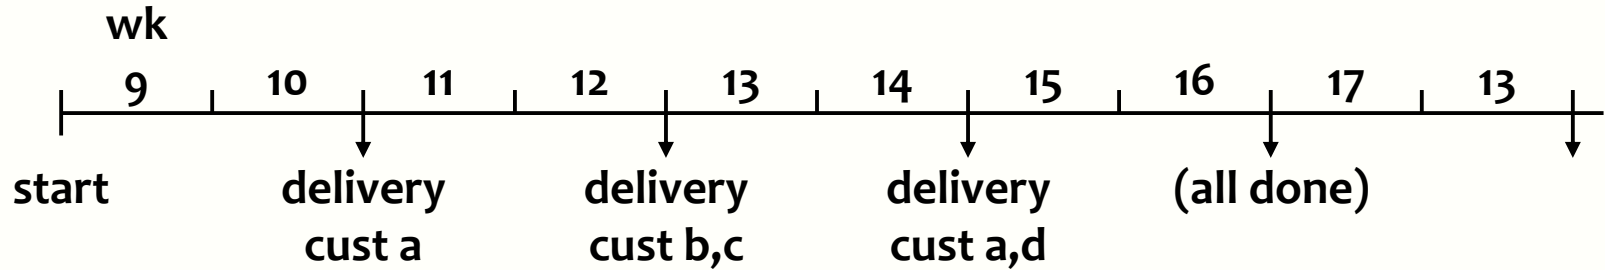 wk
9 10 11 12 13 14 15 16 17 13
start delivery delivery delivery (all done)
cust a cust b,c cust a,d